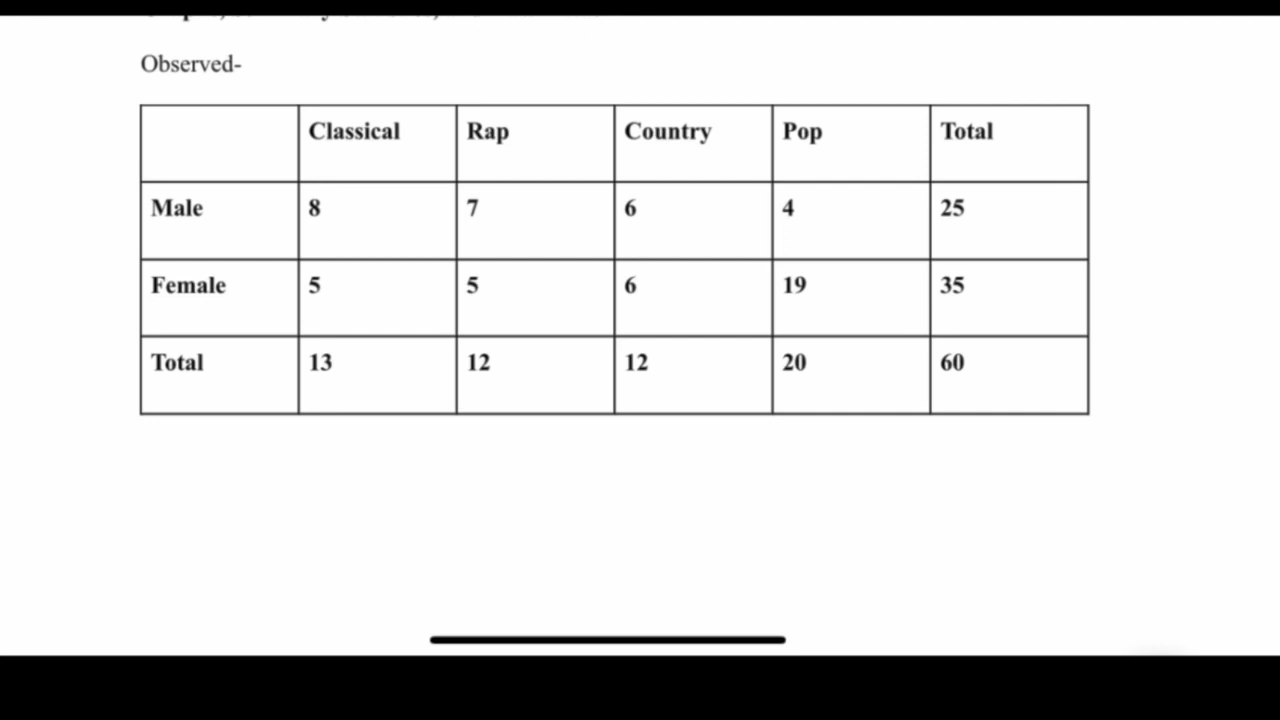 Observed-
Classical Rap Country Pop Total
Male 8 7 6 4 25
Female 5 5 6 19 35
Total 13 12 12 20 60